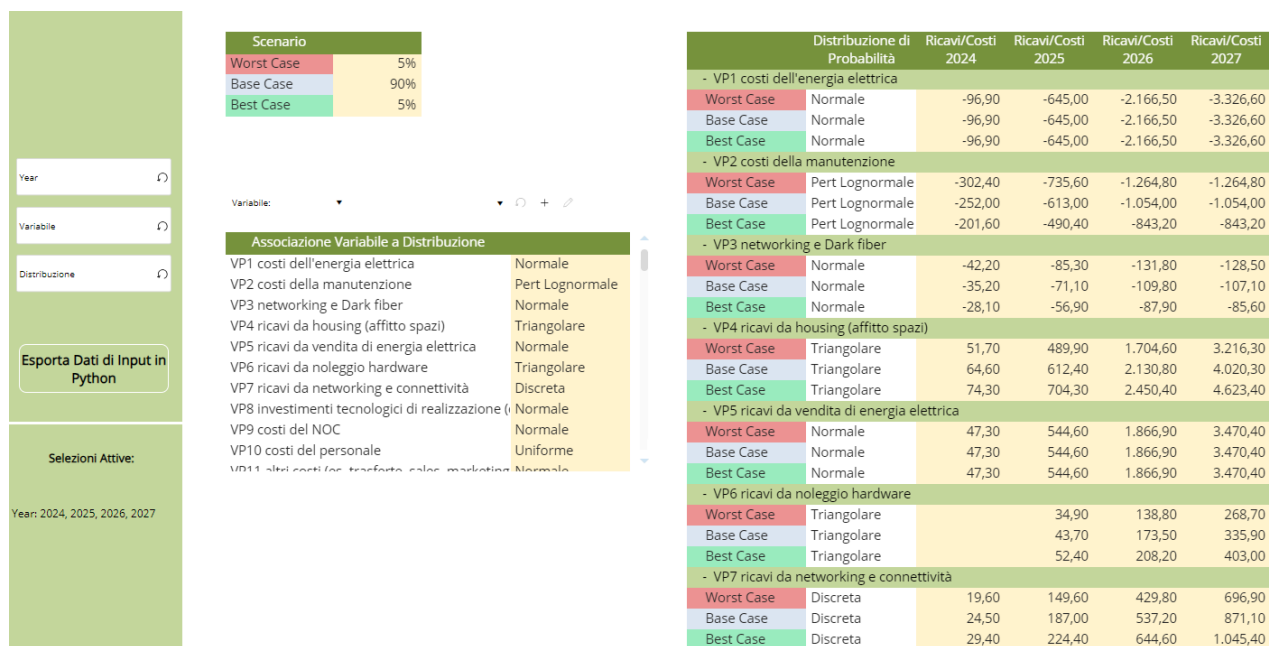 Year
Variabile
Distribuzione
Esporta Dati di Input in
Python
Selezioni Attive:
Year: 2024, 2025, 2026, 2027
Scenario
Worst Case 5%
Base Case 90%
Best Case 5%
Variabile:
Associazione Variabile a Distribuzione
VP1 costi dell'energia elettrica Normale
VP2 costi della manutenzione Pert Lognormale
VP3 networking e Dark fiber Normale
VP4 ricavi da housing (affitto spazi) Triangolare
VP5 ricavi da vendita di energia elettrica Normale
VP6 ricavi da noleggio hardware Triangolare
VP7 ricavi da networking e connettività Discreta
VP8 investimenti tecnologici di realizzazione ( Normale
VP9 costi del NOC Normale
VP10 costi del personale Uniforme
VP11 altri costi (es. trasferte, sales, marketing Normale
Distribuzione di Ricavi/Costi Ricavi/Costi Ricavi/Costi Ricavi/Costi
Probabilità 2024 2025 2026 2027
- VP1 costi dell'energia elettrica
Worst Case Normale -96,90 -645,00 -2.166,50 -3.326,60
Base Case Normale -96,90 -645,00 -2.166,50 -3.326,60
Best Case Normale -96,90 -645,00 -2.166,50 -3.326,60
- VP2 costi della manutenzione
Worst Case Pert Lognormale -302,40 -735,60 -1.264,80 -1.264,80
Base Case Pert Lognormale -252,00 -613,00 -1.054,00 -1.054,00
Best Case Pert Lognormale -201,60 -490,40 -843,20 -843,20
- VP3 networking e Dark fiber
Worst Case Normale -42,20 -85,30 -131,80 -128,50
Base Case Normale -35,20 -71,10 -109,80 -107,10
Best Case Normale -28,10 -56,90 -87,90 -85,60
- VP4 ricavi da housing (affitto spazi)
Worst Case Triangolare 51,70 489,90 1.704,60 3.216,30
Base Case Triangolare 64,60 612,40 2.130,80 4.020,30
Best Case Triangolare 74,30 704,30 2.450,40 4.623,40
- VP5 ricavi da vendita di energia elettrica
Worst Case Normale 47,30 544,60 1.866,90 3.470,40
Base Case Normale 47,30 544,60 1.866,90 3.470,40
Best Case Normale 47,30 544,60 1.866,90 3.470,40
- VP6 ricavi da noleggio hardware
Worst Case Triangolare 34,90 138,80 268,70
Base Case Triangolare 43,70 173,50 335,90
Best Case Triangolare 52,40 208,20 403,00
- VP7 ricavi da networking e connettività
Worst Case Discreta 19,60 149,60 429,80 696,90
Base Case Discreta 24,50 187,00 537,20 871,10
Best Case Discreta 29,40 224,40 644,60 1.045,40